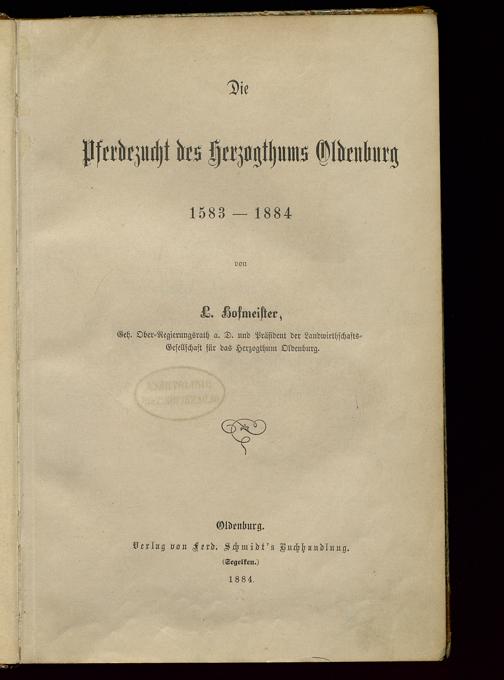 Die
Pferdezucht des Herzogthums Oldenburg
1583 — 1884
von
L. Hofmeister,
Geh. Ober-Regierungsrath a. D. und Präsident der Landwirthschafts-
Gesellschaft für das Herzogthum Oldenburg.
Oldenburg.
Verlag von Ferd. Schmidt's Buchhandlung.
(Segelken.)
1884.